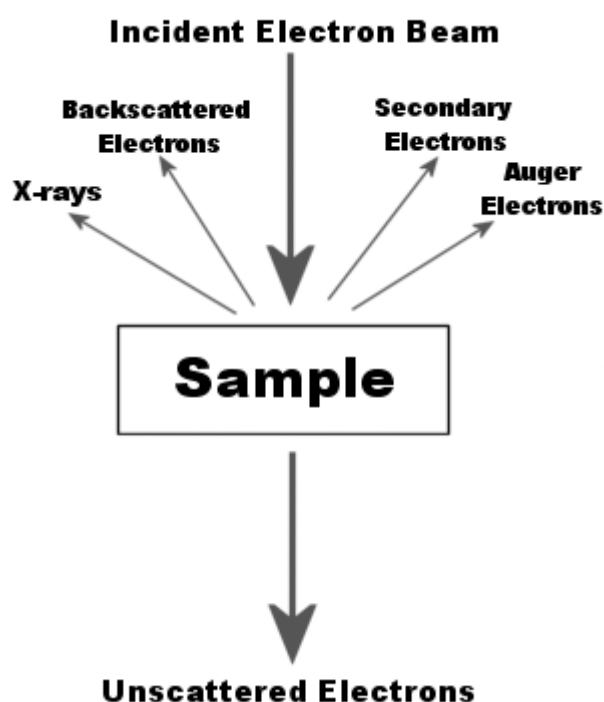 Incident Electron Beam
Backscattered
Electrons
Secondary
Electrons
X-rays
Auger
Electrons
Sample
Unscattered Electrons